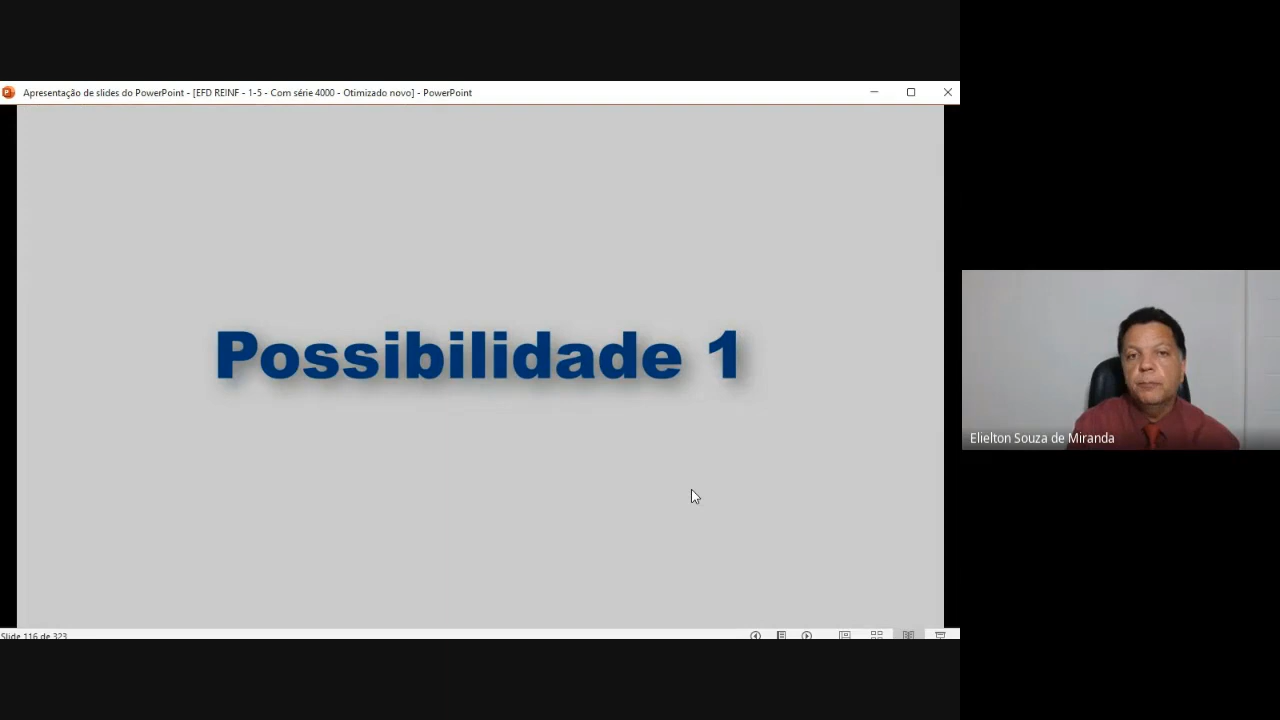 Apresentação de slides do PowerPoint - [EFD REINF - 1-5 - Com série 4000 - Otimizado novo] - PowerPoint
Possibilidade 1
Elielton Souza de Miranda
Slide 116 de 323